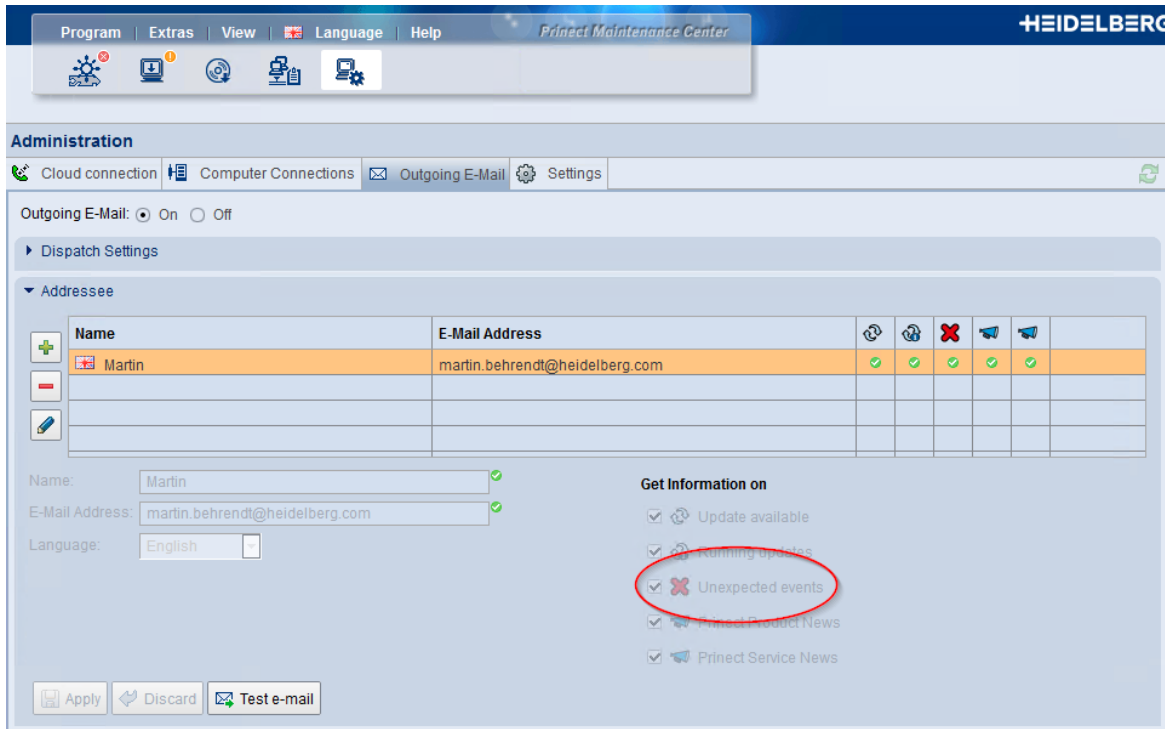 Program | Extras | View | Language | Help
Prinect Maintenance Center
HEIDELBERG
Administration
Cloud connection Computer Connections Outgoing E-Mail Settings
Outgoing E-Mail: On Off
Dispatch Settings
Addressee
Name E-Mail Address
Martin martin.behrendt@heidelberg.com
Name: Martin
E-Mail Address: martin.behrendt@heidelberg.com
Language: English
Get Information on
Update available
Running updates
Unexpected events
Prinect Product News
Prinect Service News
Apply Discard Test e-mail